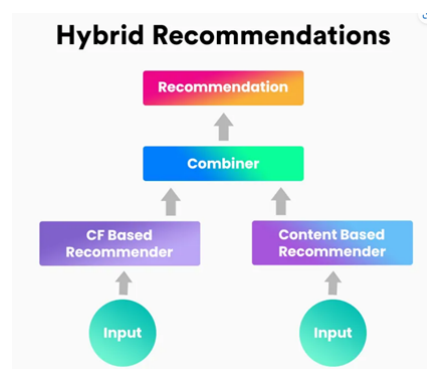 Hybrid Recommendations
Recommendation
Combiner
CF Based
Recommender
Content Based
Recommender
Input
Input